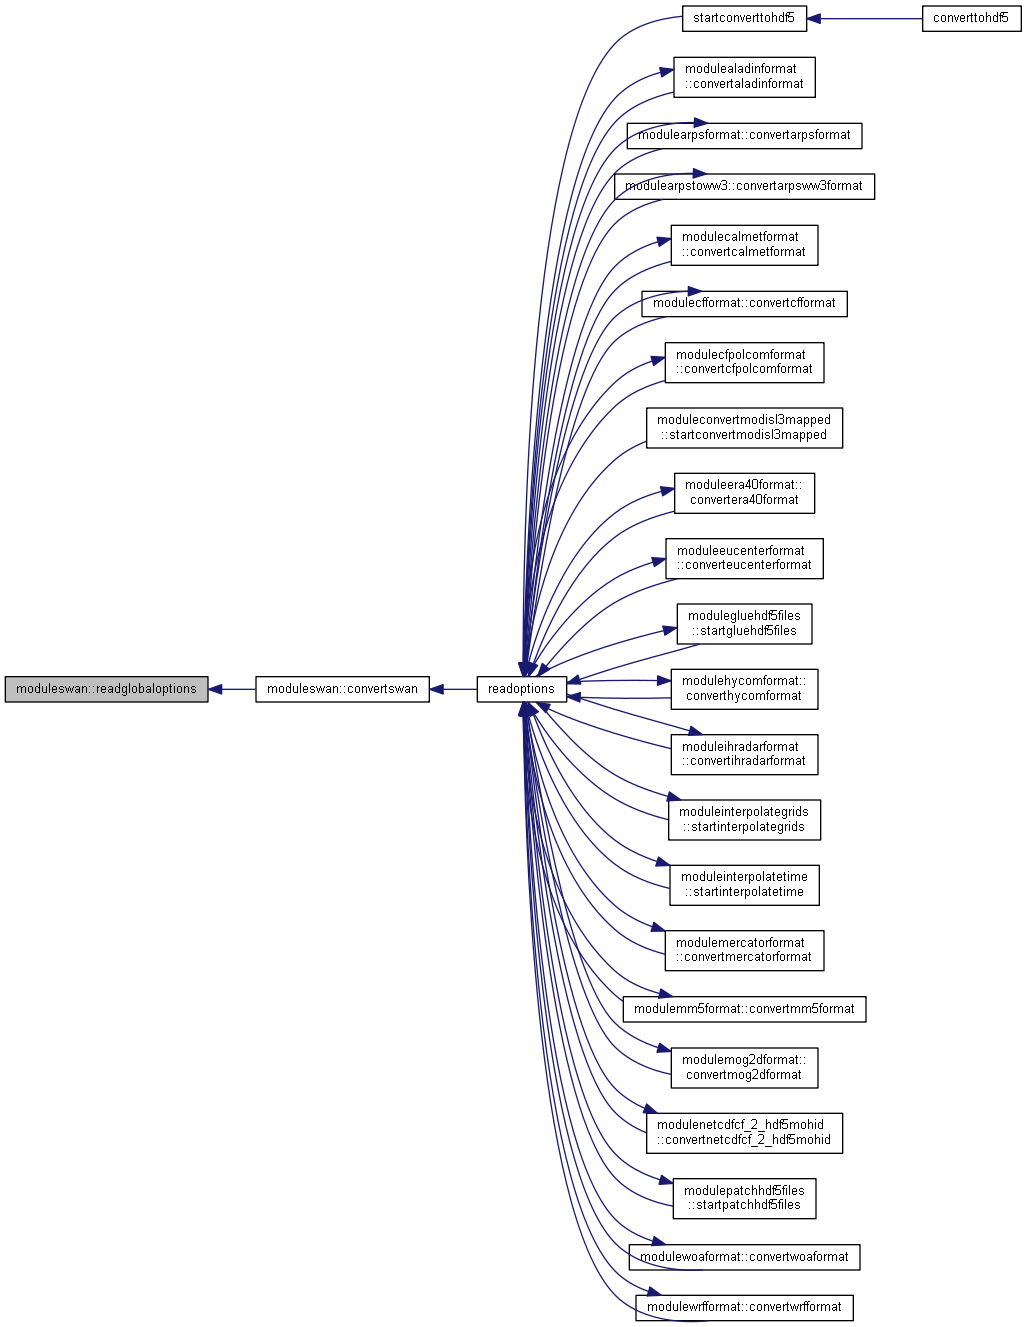 startconverttohdf5
converttohdf5
modulealadinformat
::convertaladinformat
modulearpsformat::convertarpsformat
modulearpstoww3::convertarpsww3format
modulecalmetformat
::convertcalmetformat
modulecfformat::convertcfformat
modulecfpolcomformat
::convertcfpolcomformat
moduleconvertmodisl3mapped
::startconvertmodisl3mapped
moduleera40format::
convertera40format
moduleeucenterformat
::converteucenterformat
modulegluehdf5files
::startgluehdf5files
moduleswan::readglobaloptions
moduleswan::convertswan
readoptions
modulehycomformat::
converthycomformat
moduleihradarformat
::convertihradarformat
moduleinterpolategrids
::startinterpolategrids
moduleinterpolatetime
::startinterpolatetime
modulemercatorformat
::convertmercatorformat
modulemm5format::convertmm5format
modulemog2dformat::
convertmog2dformat
modulenetcdfcf_2_hdf5mohid
::convertnetcdfcf_2_hdf5mohid
modulepatchhdf5files
::startpatchhdf5files
modulewoaformat::convertwoaformat
modulewrfformat::convertwrfformat